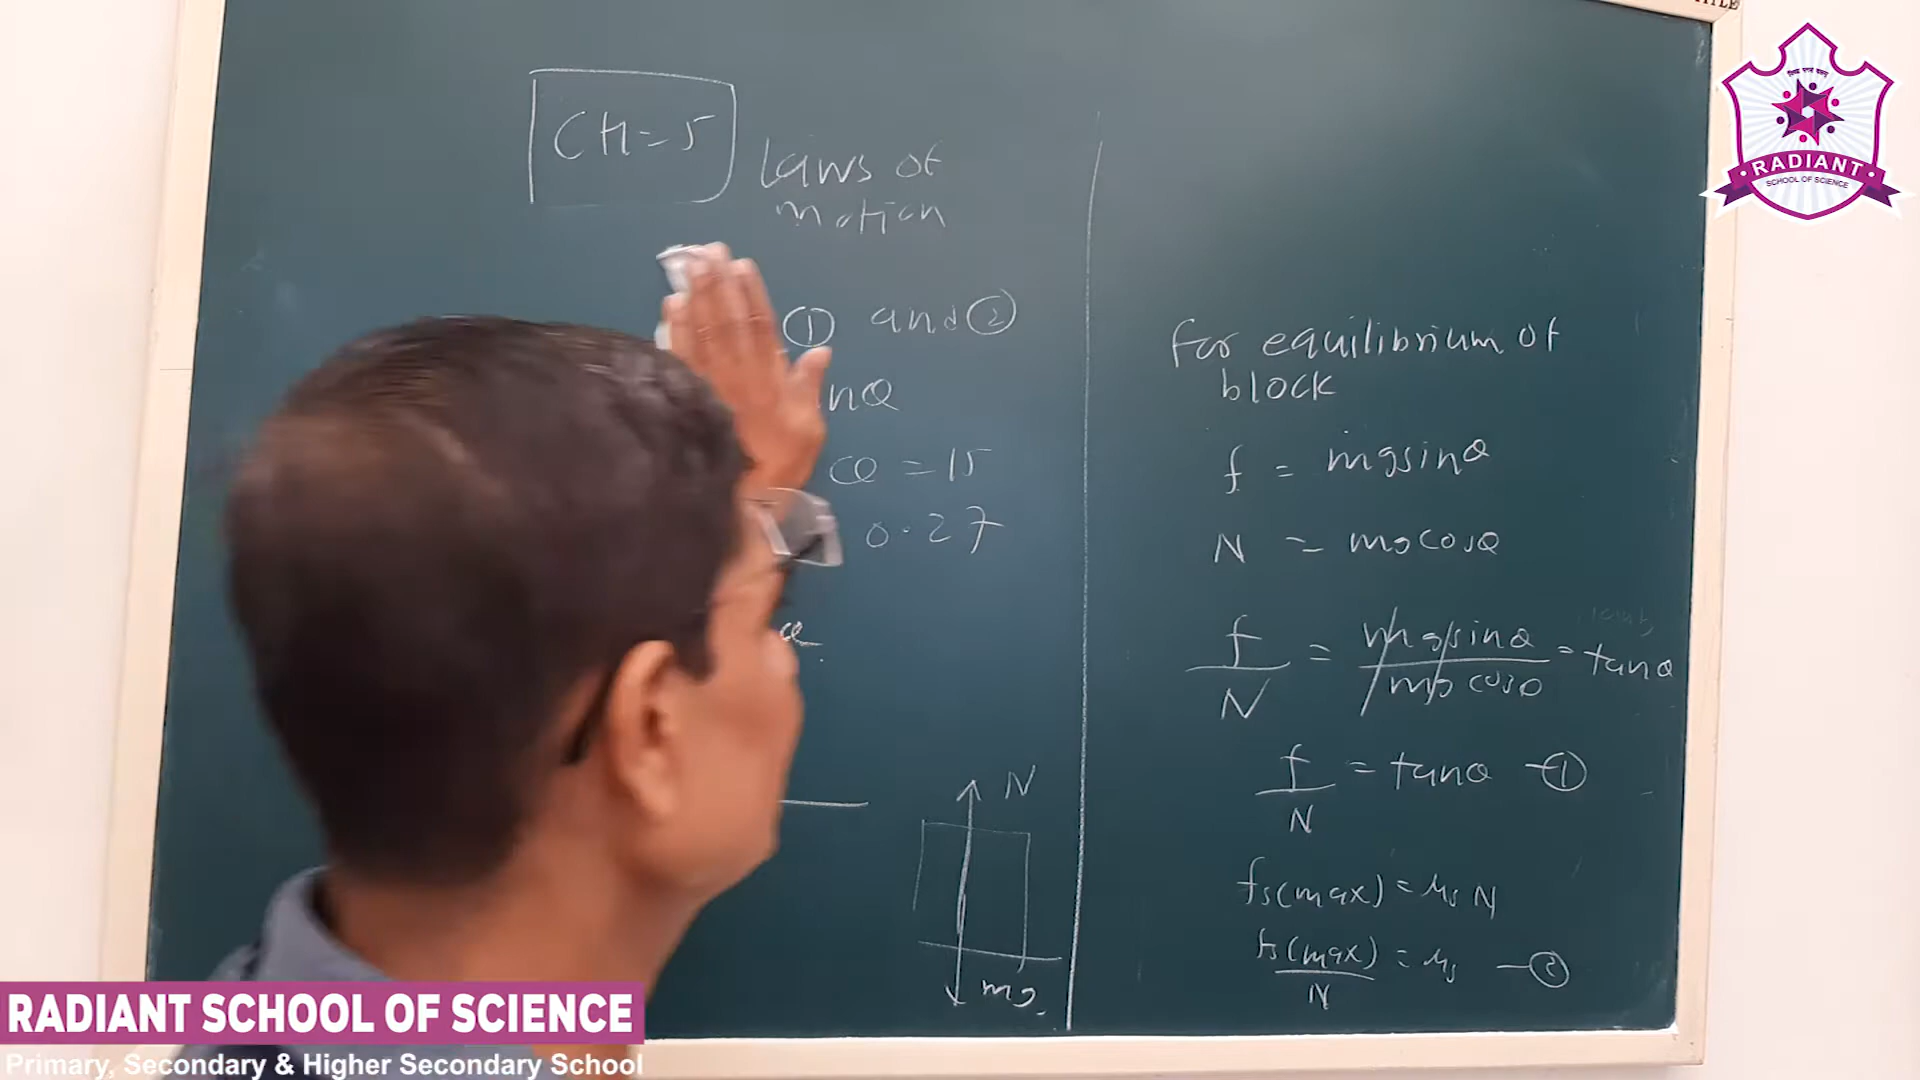 CH=5
Laws of
motion
① and ②
nθ
θ = 15
0.27
N
mg
For equilibrium of
block
f = mgsinθ
N = mgcosθ
f/N = mgsinθ/mgcosθ = tanθ
f/N = tanθ —①
fs(max) = μs N
fs(max)/N = μs —②
RADIANT
SCHOOL OF SCIENCE
RADIANT SCHOOL OF SCIENCE
Primary, Secondary & Higher Secondary School